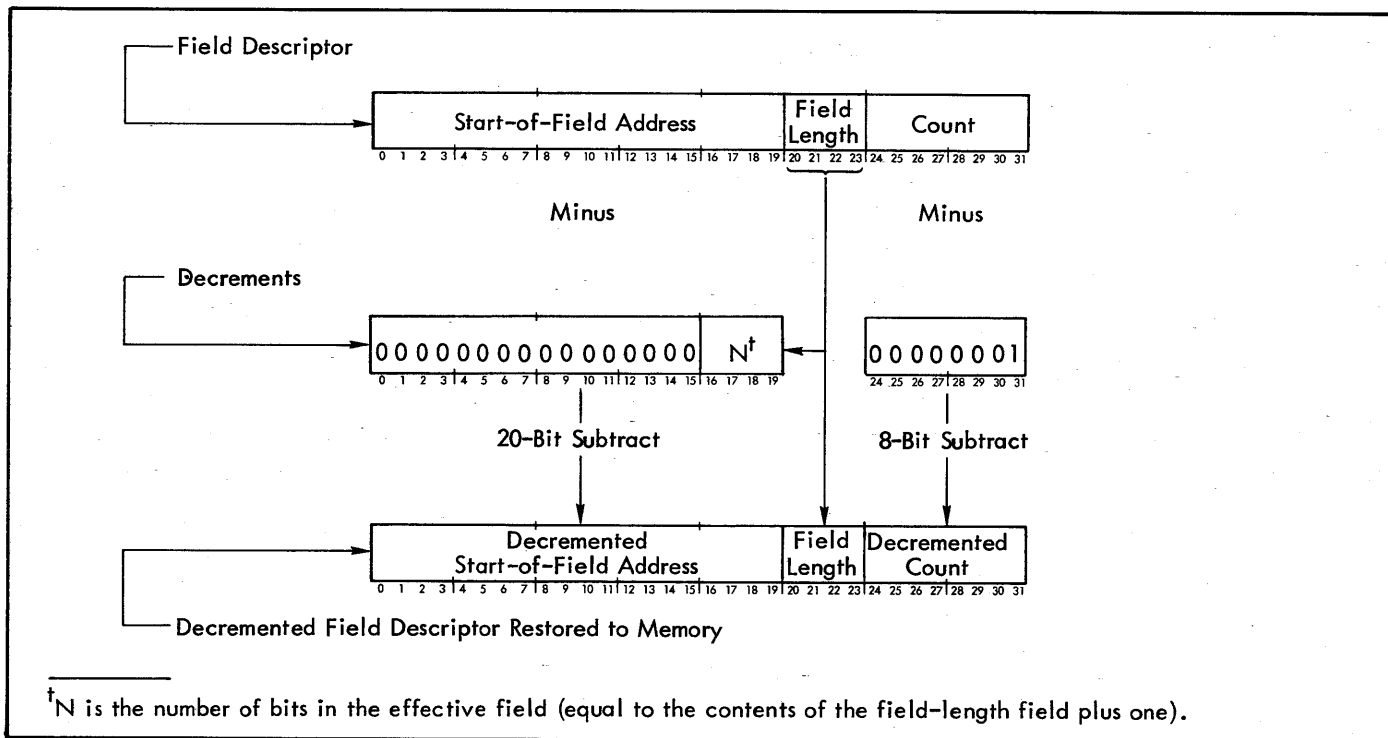 Field Descriptor
Start-of-Field Address
Field Length
Count
0 1 2 3 4 5 6 7 8 9 10 11 12 13 14 15 16 17 18 19 20 21 22 23 24 25 26 27 28 29 30 31
Minus
Minus
Decrements
0000000000000000
N†
00000001
0 1 2 3 4 5 6 7 8 9 10 11 12 13 14 15 16 17 18 19
24 25 26 27 28 29 30 31
20-Bit Subtract
8-Bit Subtract
Decremented
Start-of-Field Address
Field
Length
Decremented
Count
0 1 2 3 4 5 6 7 8 9 10 11 12 13 14 15 16 17 18 19 20 21 22 23 24 25 26 27 28 29 30 31
Decremented Field Descriptor Restored to Memory
†N is the number of bits in the effective field (equal to the contents of the field-length field plus one).